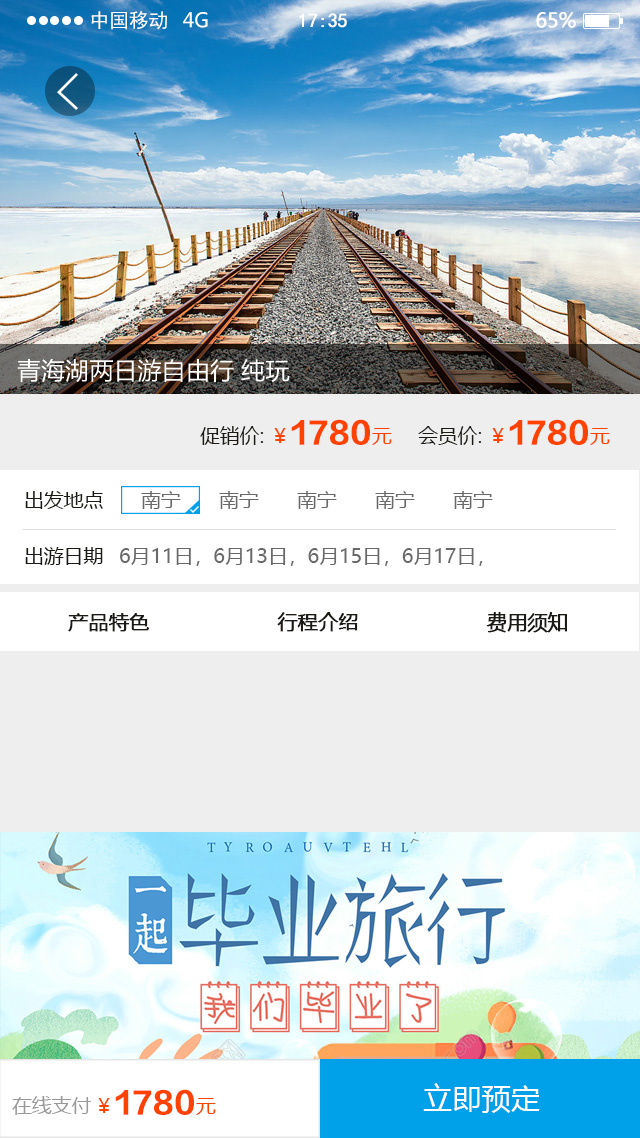 中国移动 4G 17:35 65%
青海湖两日游自由行 纯玩
促销价: ¥1780元 会员价: ¥1780元
出发地点 南宁 南宁 南宁 南宁 南宁
出游日期 6月11日，6月13日，6月15日，6月17日，
产品特色 行程介绍 费用须知
TYROAUVTEHL
一起毕业旅行
我们毕业了
在线支付 ¥1780元 立即预定